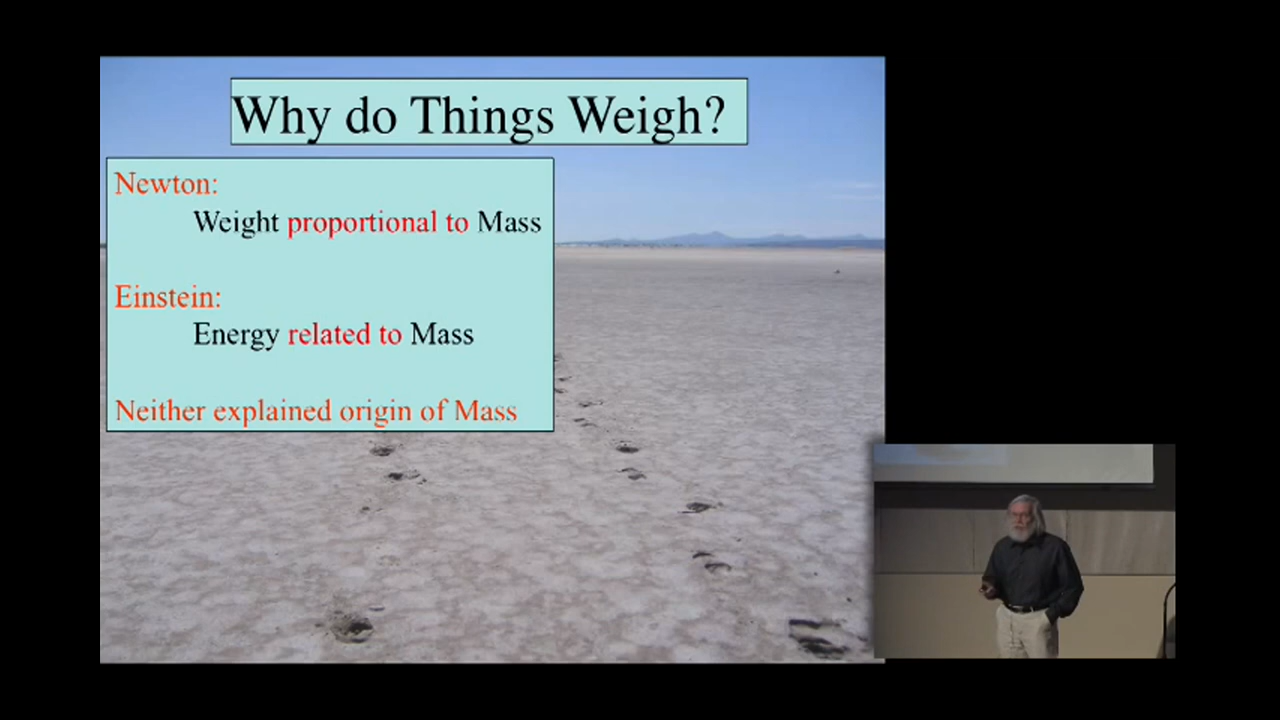 Why do Things Weigh?
Newton:
Weight proportional to Mass
Einstein:
Energy related to Mass
Neither explained origin of Mass